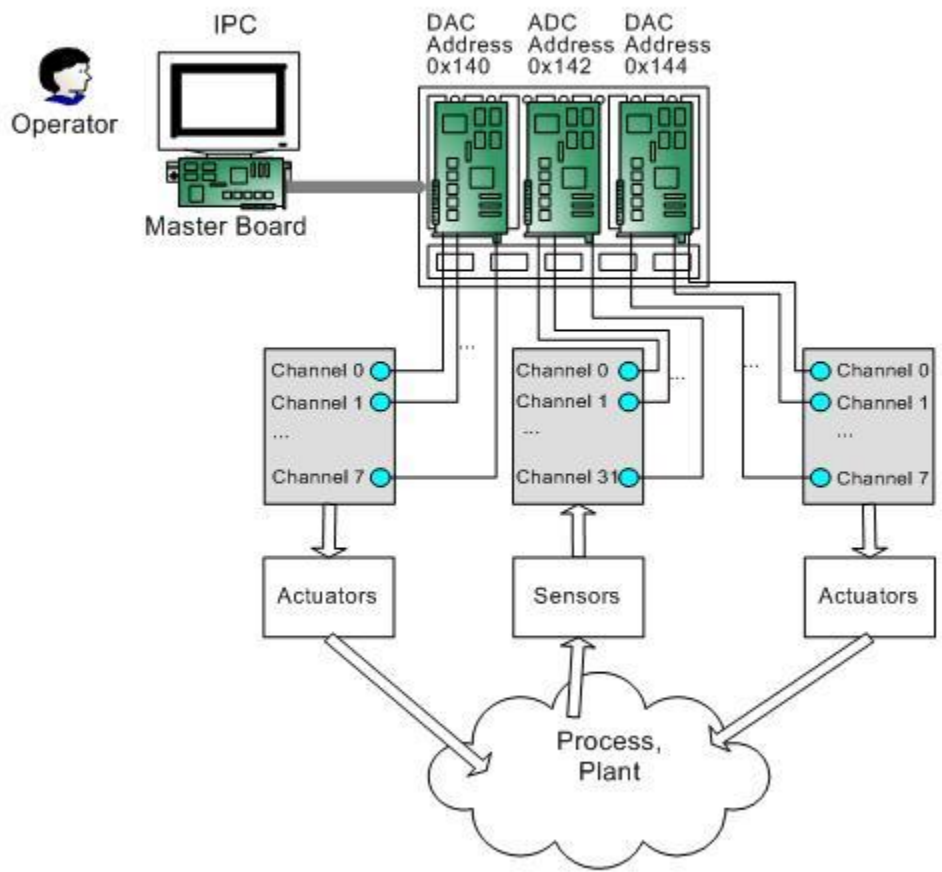 IPC
DAC
Address
0x140
ADC
Address
0x142
DAC
Address
0x144
Operator
Master Board
...
...
...
Channel 0
Channel 1
...
Channel 7
Channel 0
Channel 1
...
Channel 31
Channel 0
Channel 1
...
Channel 7
Actuators
Sensors
Actuators
Process,
Plant